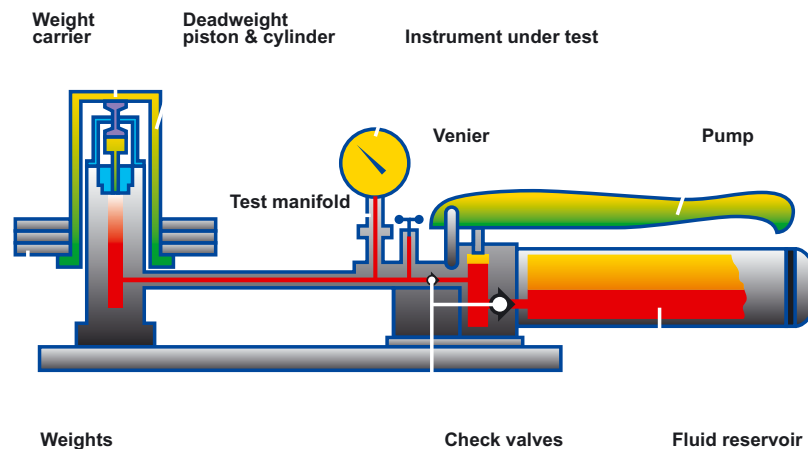 Weight
carrier
Deadweight
piston & cylinder
Instrument under test
Venier
Pump
Test manifold
Weights
Check valves
Fluid reservoir